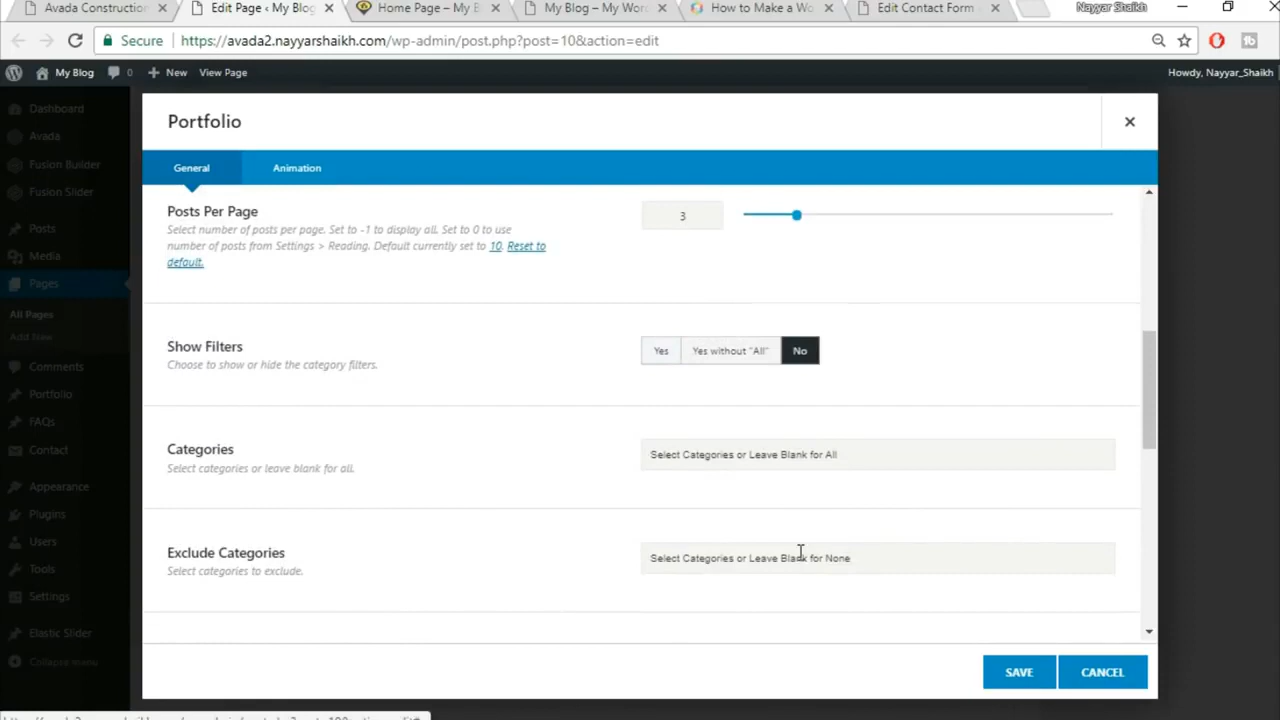 Avada Construction
Edit Page ‹ My Blog
Home Page – My B
My Blog – My Wor
How to Make a Wo
Edit Contact Form
Nayyar Shaikh
Secure
https://avada2.nayyarshaikh.com/wp-admin/post.php?post=10&action=edit
My Blog
0
New
View Page
Howdy, Nayyar_Shaikh
Dashboard
Avada
Fusion Builder
Fusion Slider
Posts
Media
Pages
All Pages
Add New
Comments
Portfolio
FAQs
Contact
Appearance
Plugins
Users
Tools
Settings
Elastic Slider
Collapse menu
Portfolio
General
Animation
Posts Per Page
Select number of posts per page. Set to -1 to display all. Set to 0 to use
number of posts from Settings > Reading. Default currently set to 10. Reset to
default.
3
Show Filters
Choose to show or hide the category filters.
Yes
Yes without "All"
No
Categories
Select categories or leave blank for all.
Select Categories or Leave Blank for All
Exclude Categories
Select categories to exclude.
Select Categories or Leave Blank for None
SAVE
CANCEL